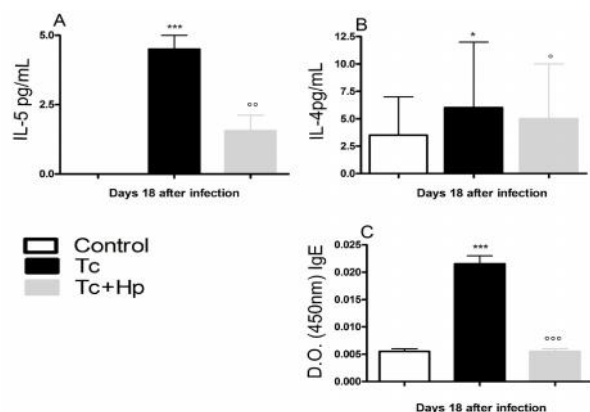 A
IL-5 pg/mL
5.0
2.5
0.0
***
°°
Days 18 after infection
B
IL-4pg/mL
12.5
10.0
7.5
5.0
2.5
0.0
*
°
Days 18 after infection
Control
Tc
Tc+Hp
C
D.O. (450nm) IgE
0.025
0.020
0.015
0.010
0.005
0.000
***
°°°
Days 18 after infection